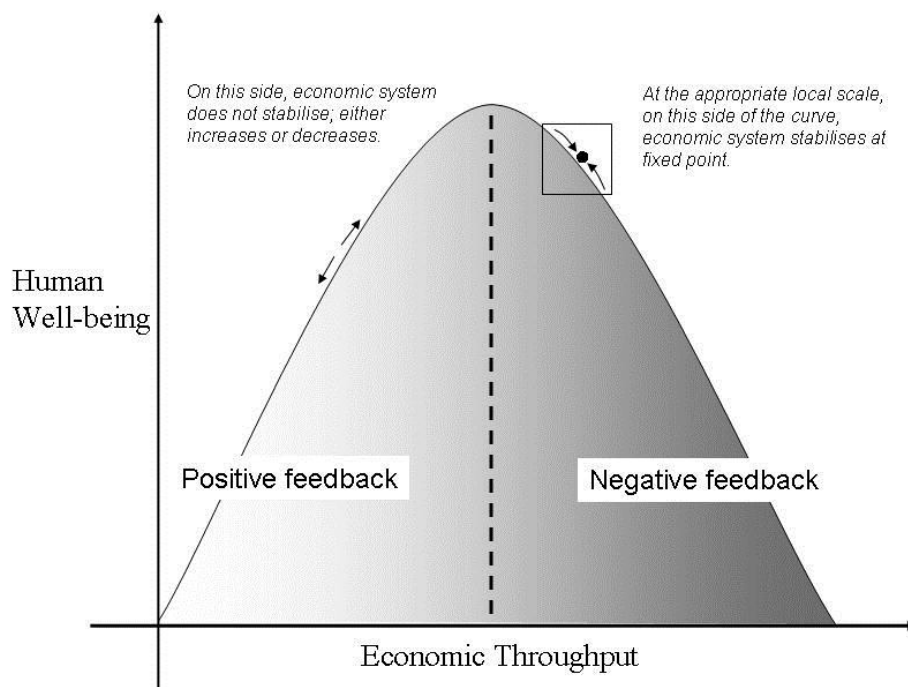 On this side, economic system
does not stabilise; either
increases or decreases.
At the appropriate local scale,
on this side of the curve,
economic system stabilises at
fixed point.
Human
Well-being
Positive feedback
Negative feedback
Economic Throughput